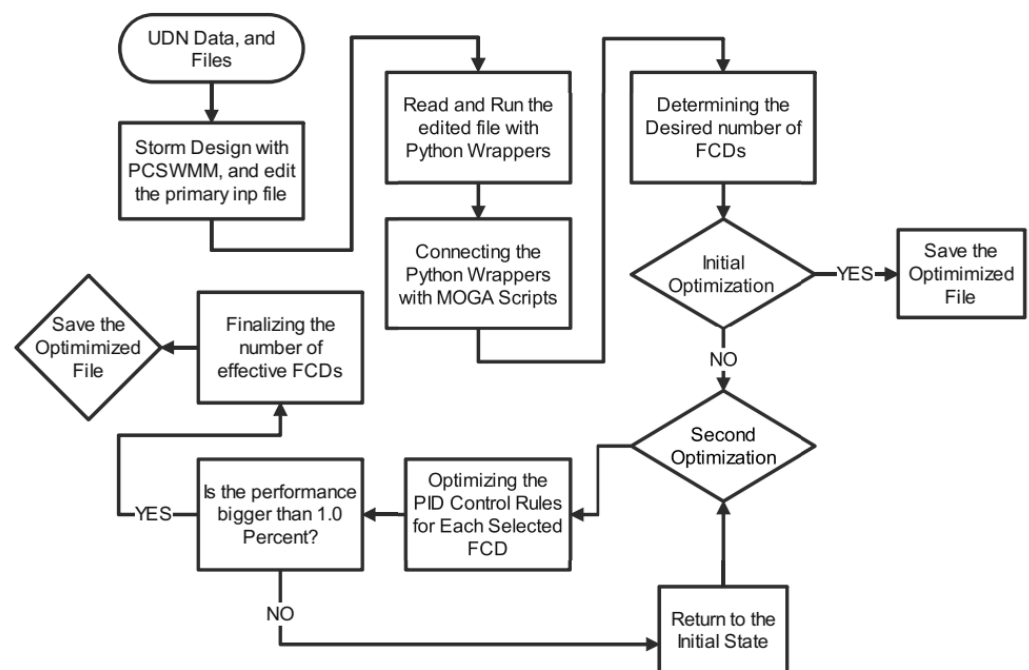 UDN Data, and
Files
Storm Design with
PCSWMM, and edit
the primary inp file
Read and Run the
edited file with
Python Wrappers
Connecting the
Python Wrappers
with MOGA Scripts
Determining the
Desired number of
FCDs
Initial
Optimization
YES
Save the
Optimimized
File
NO
Second
Optimization
Optimizing the
PID Control Rules
for Each Selected
FCD
Is the performance
bigger than 1.0
Percent?
YES
Finalizing the
number of
effective FCDs
Save the
Optimimized
File
NO
Return to the
Initial State